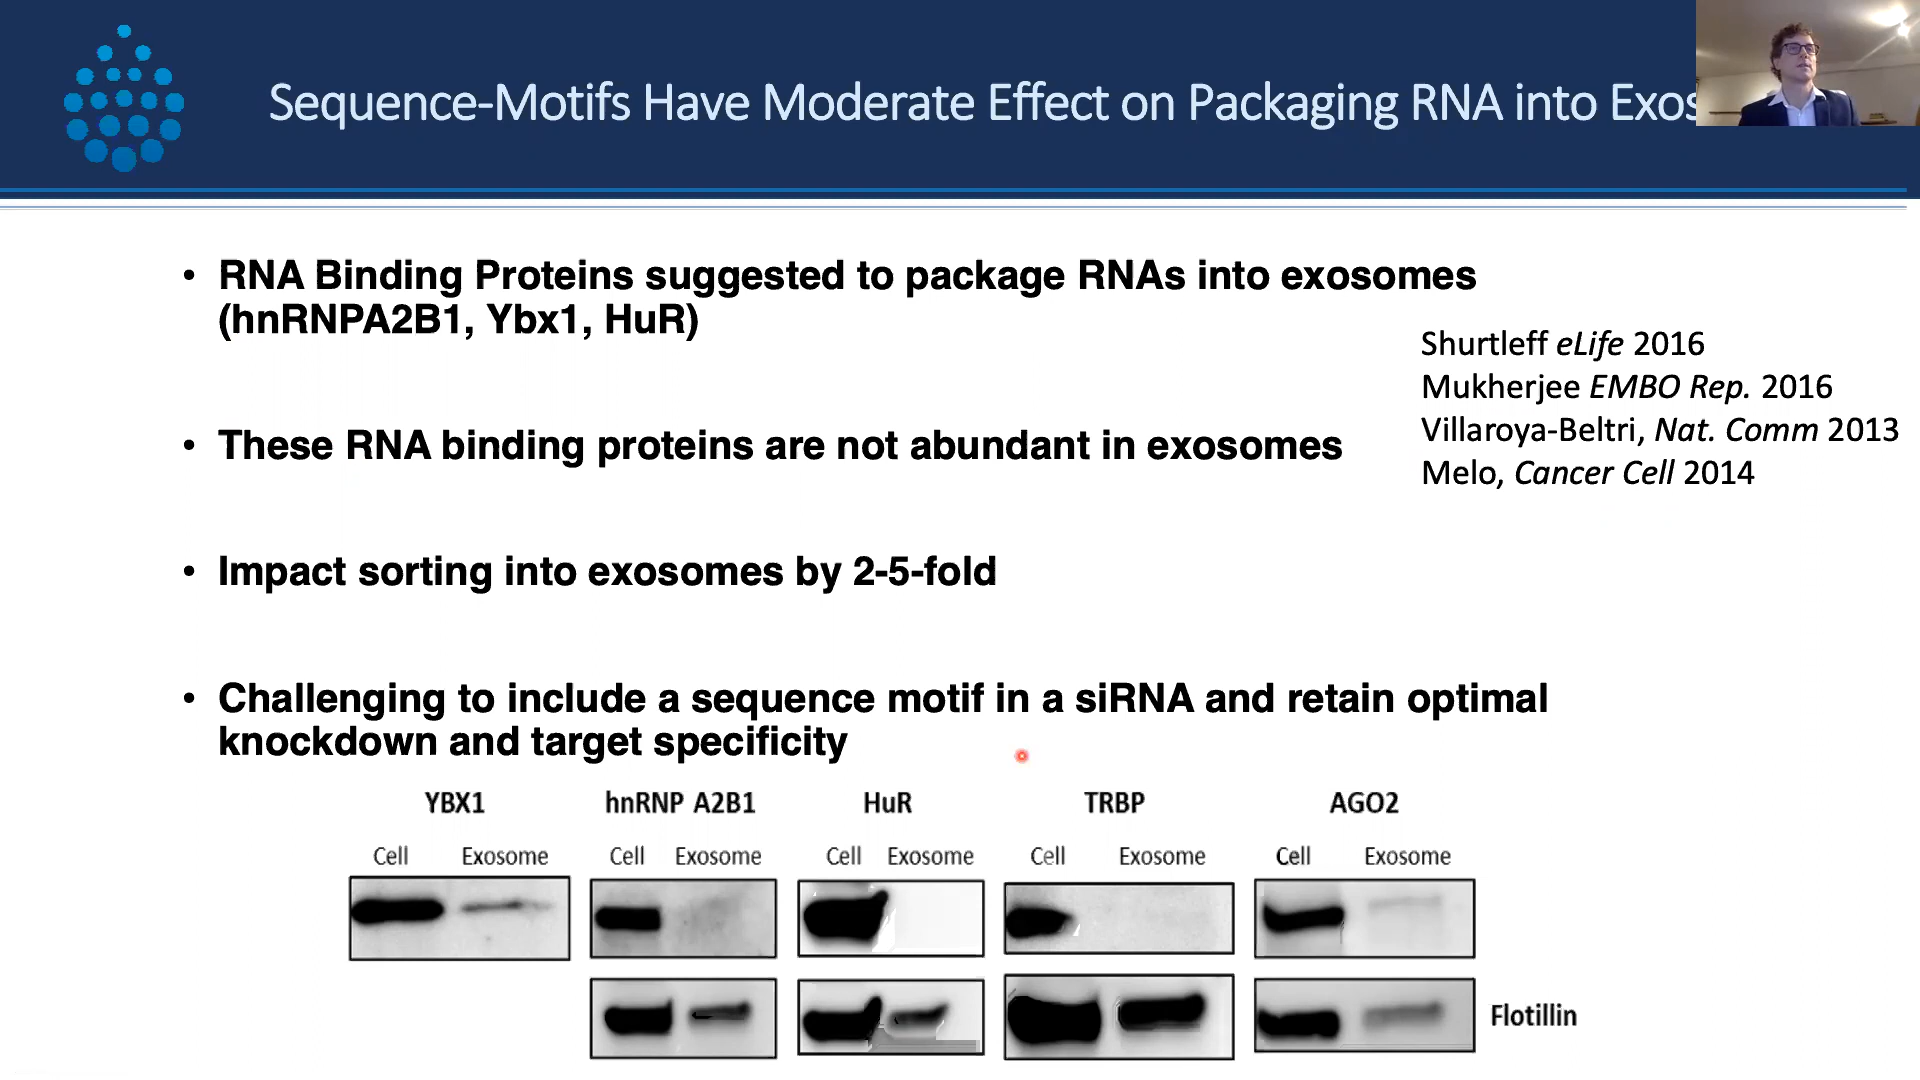 Sequence-Motifs Have Moderate Effect on Packaging RNA into Exos
• RNA Binding Proteins suggested to package RNAs into exosomes
(hnRNPA2B1, Ybx1, HuR)
Shurtleff eLife 2016
Mukherjee EMBO Rep. 2016
Villaroya-Beltri, Nat. Comm 2013
Melo, Cancer Cell 2014
• These RNA binding proteins are not abundant in exosomes
• Impact sorting into exosomes by 2-5-fold
• Challenging to include a sequence motif in a siRNA and retain optimal
knockdown and target specificity
YBX1 hnRNP A2B1 HuR TRBP AGO2
Cell Exosome Cell Exosome Cell Exosome Cell Exosome Cell Exosome
Flotillin